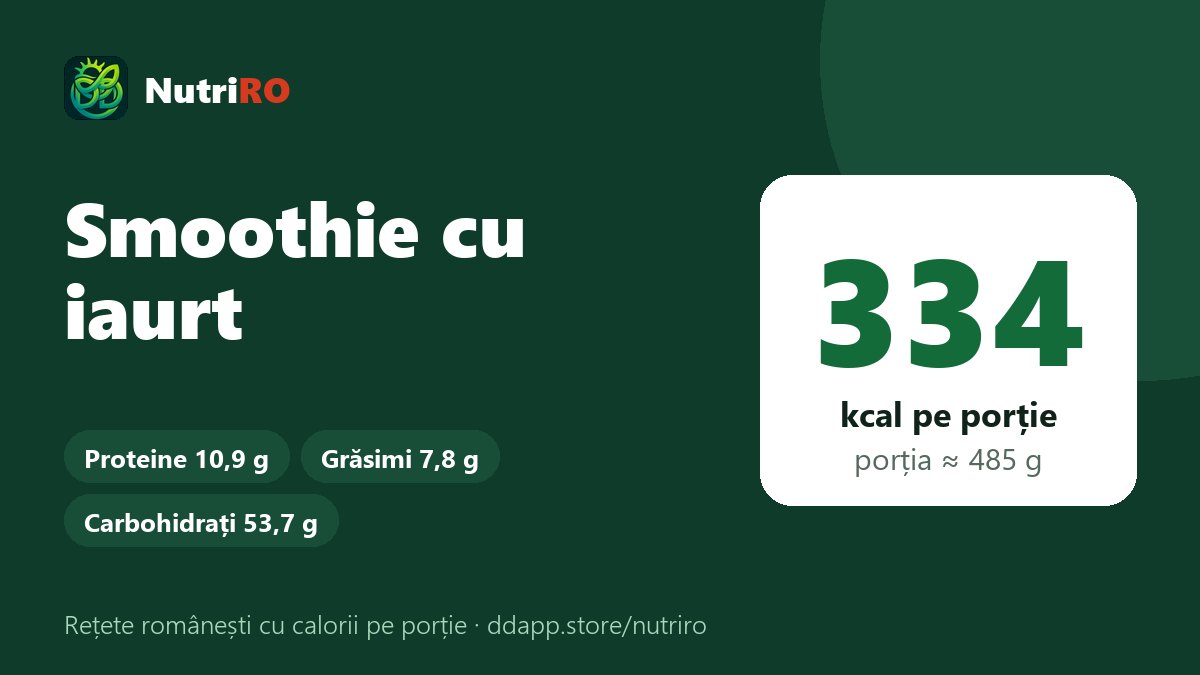 NutriRO
Smoothie cu
iaurt
334
kcal pe porție
porția ≈ 485 g
Proteine 10,9 g
Grăsimi 7,8 g
Carbohidrați 53,7 g
Rețete românești cu calorii pe porție · ddapp.store/nutriro